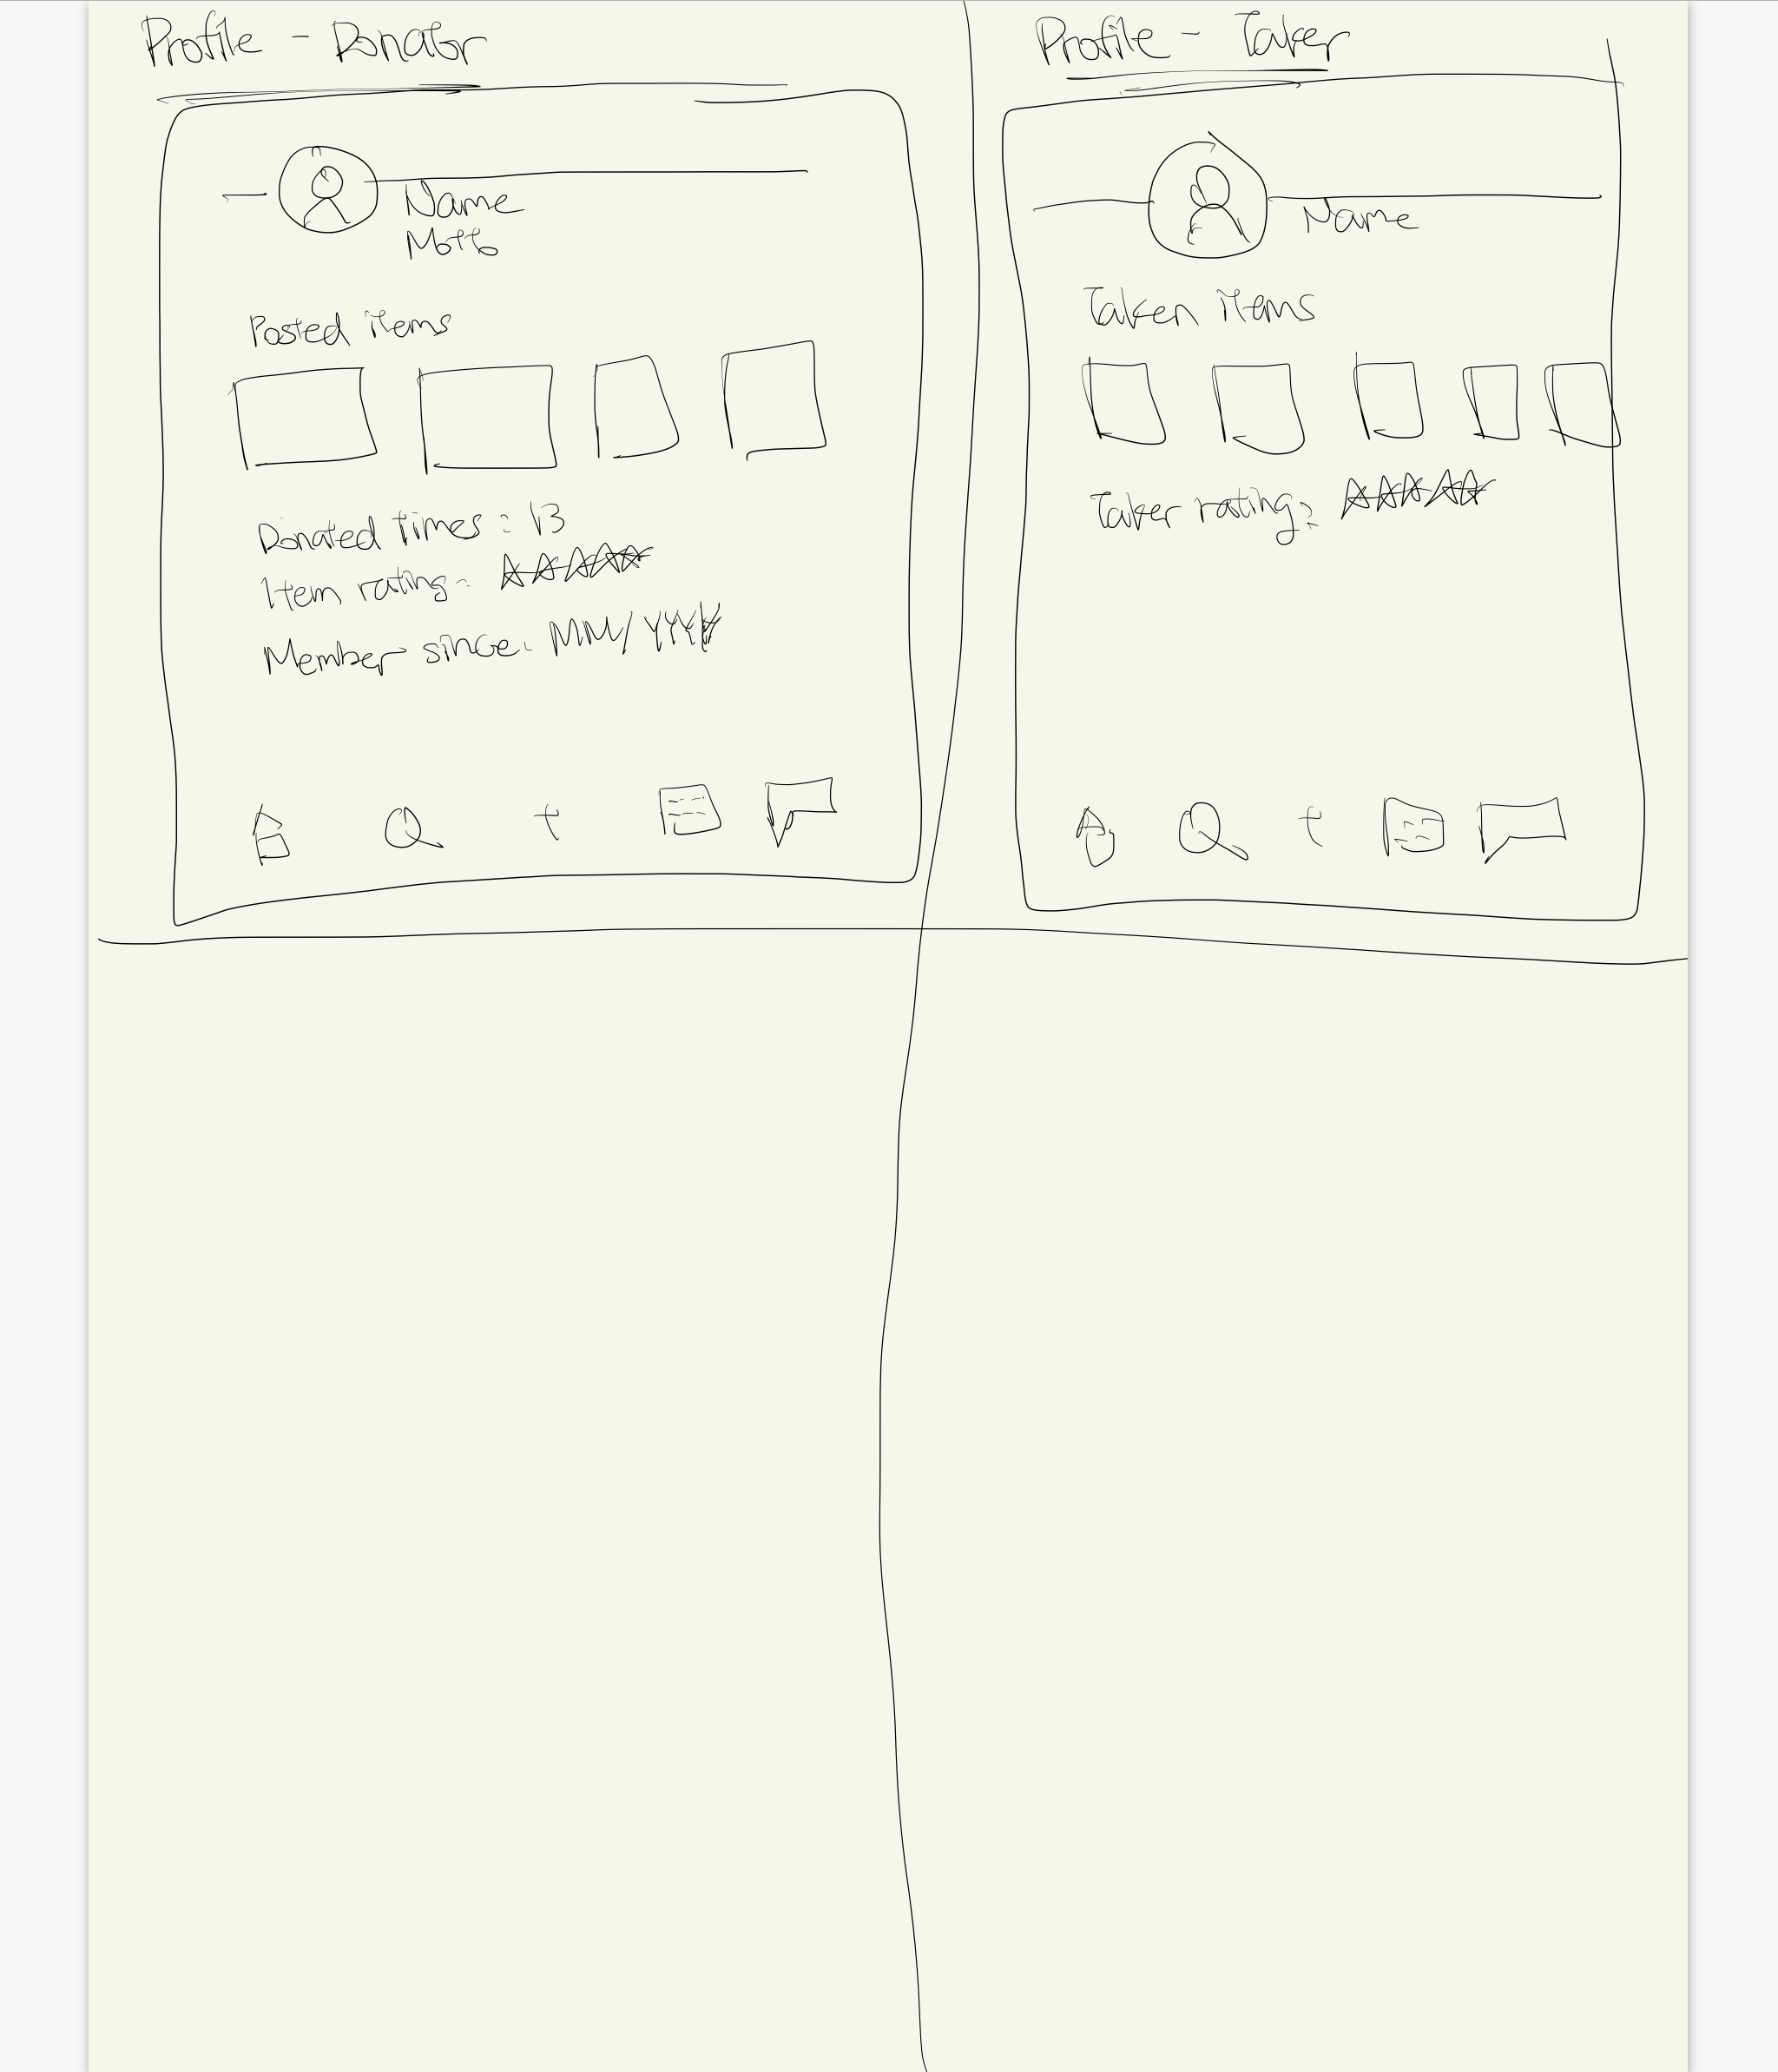 Profile - Donator
Name
Motto
Posted items
Donated times: 13
Item rating:
Member since: MM/YYYY
Profile - Taker
Name
Taken items
Taker rating: